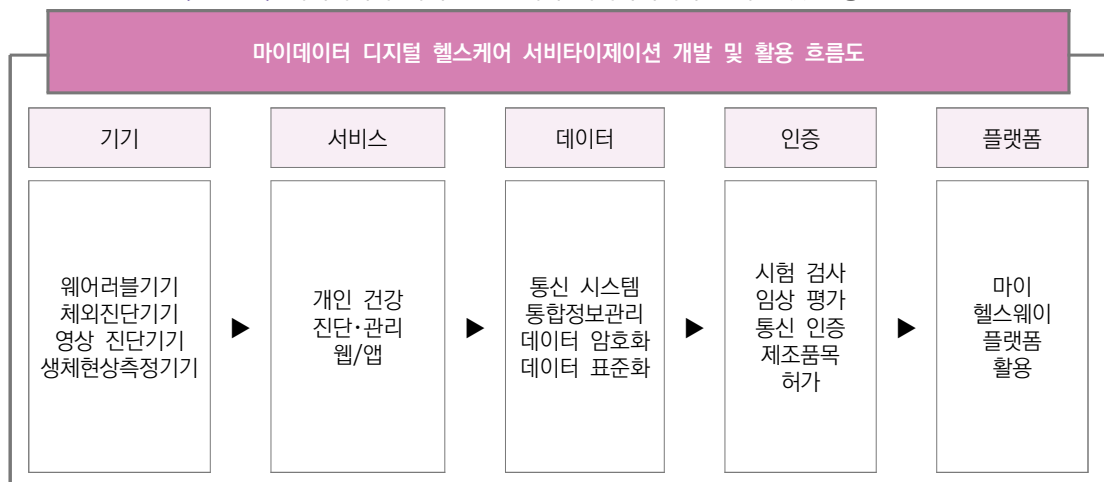 마이데이터 디지털 헬스케어 서비타이제이션 개발 및 활용 흐름도
기기
서비스
데이터
인증
플랫폼
웨어러블기기
체외진단기기
영상 진단기기
생체현상측정기기
▶
개인 건강
진단·관리
웹/앱
▶
통신 시스템
통합정보관리
데이터 암호화
데이터 표준화
▶
시험 검사
임상 평가
통신 인증
제조품목
허가
▶
마이
헬스웨이
플랫폼
활용